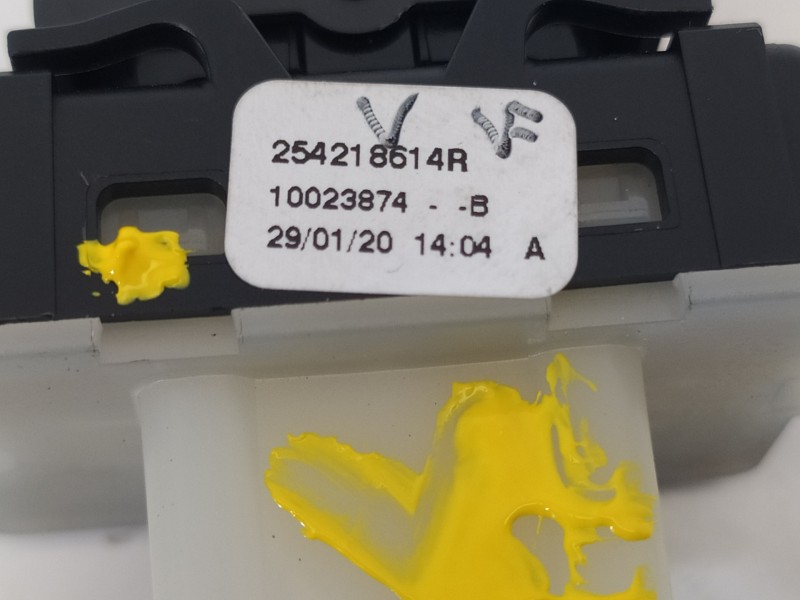 V VF
254218614R
10023874 - -B
29/01/20 14:04 A